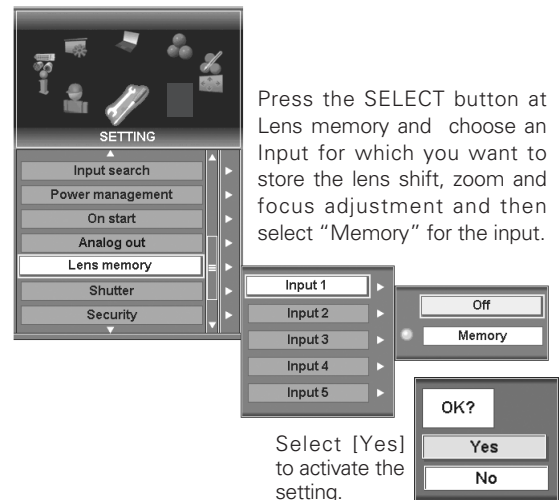 SETTING
Input search
Power management
On start
Analog out
Lens memory
Shutter
Security
Press the SELECT button at
Lens memory and choose an
Input for which you want to
store the lens shift, zoom and
focus adjustment and then
select “Memory” for the input.
Input 1
Input 2
Input 3
Input 4
Input 5
Off
Memory
Select [Yes]
to activate the
setting.
OK?
Yes
No